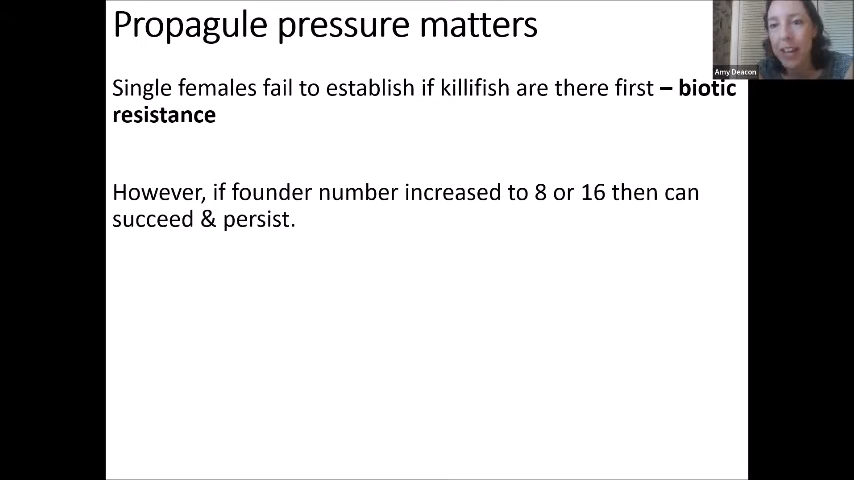 Propagule pressure matters
Amy Deacon
Single females fail to establish if killifish are there first – biotic
resistance
However, if founder number increased to 8 or 16 then can
succeed & persist.